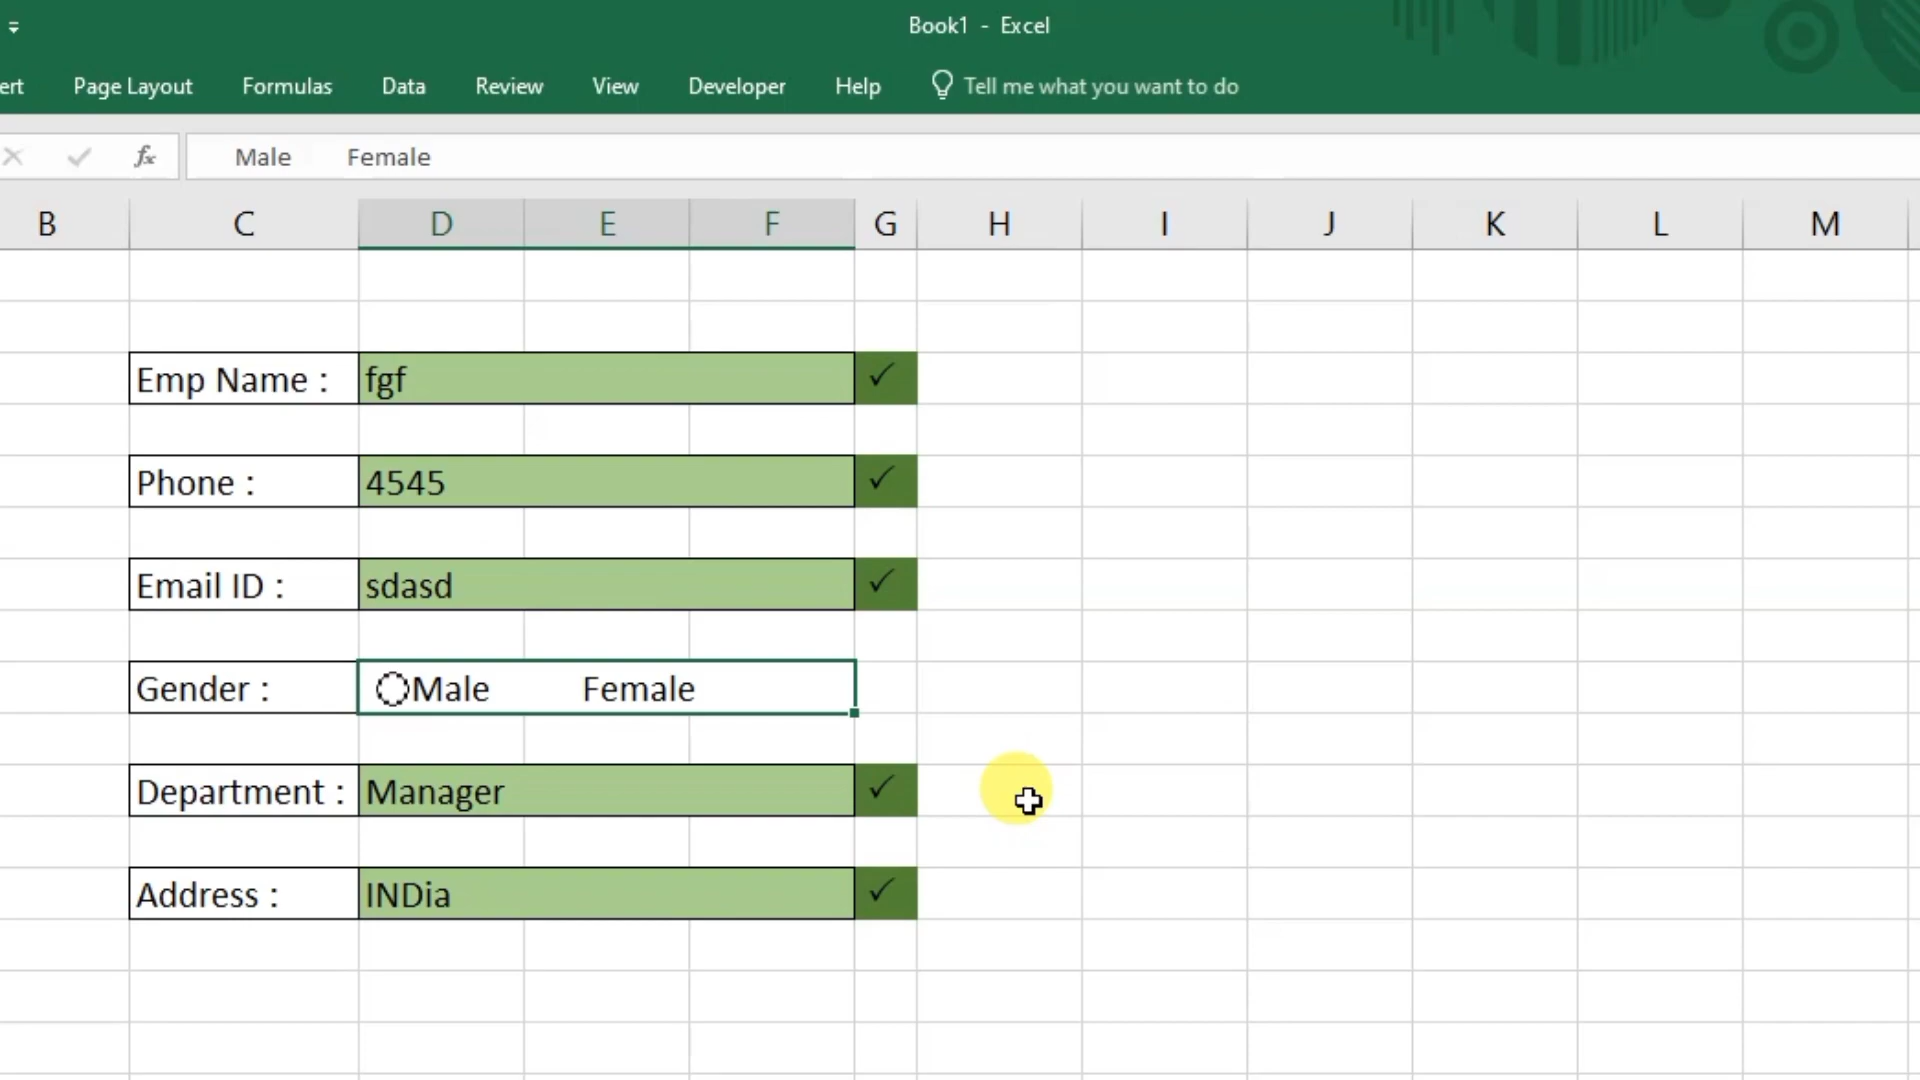 Book1 - Excel
ert Page Layout Formulas Data Review View Developer Help Tell me what you want to do
fx Male Female
B C D E F G H I J K L M
Emp Name : fgf ✓
Phone : 4545 ✓
Email ID : sdasd ✓
Gender : Male Female
Department : Manager ✓
Address : INDia ✓